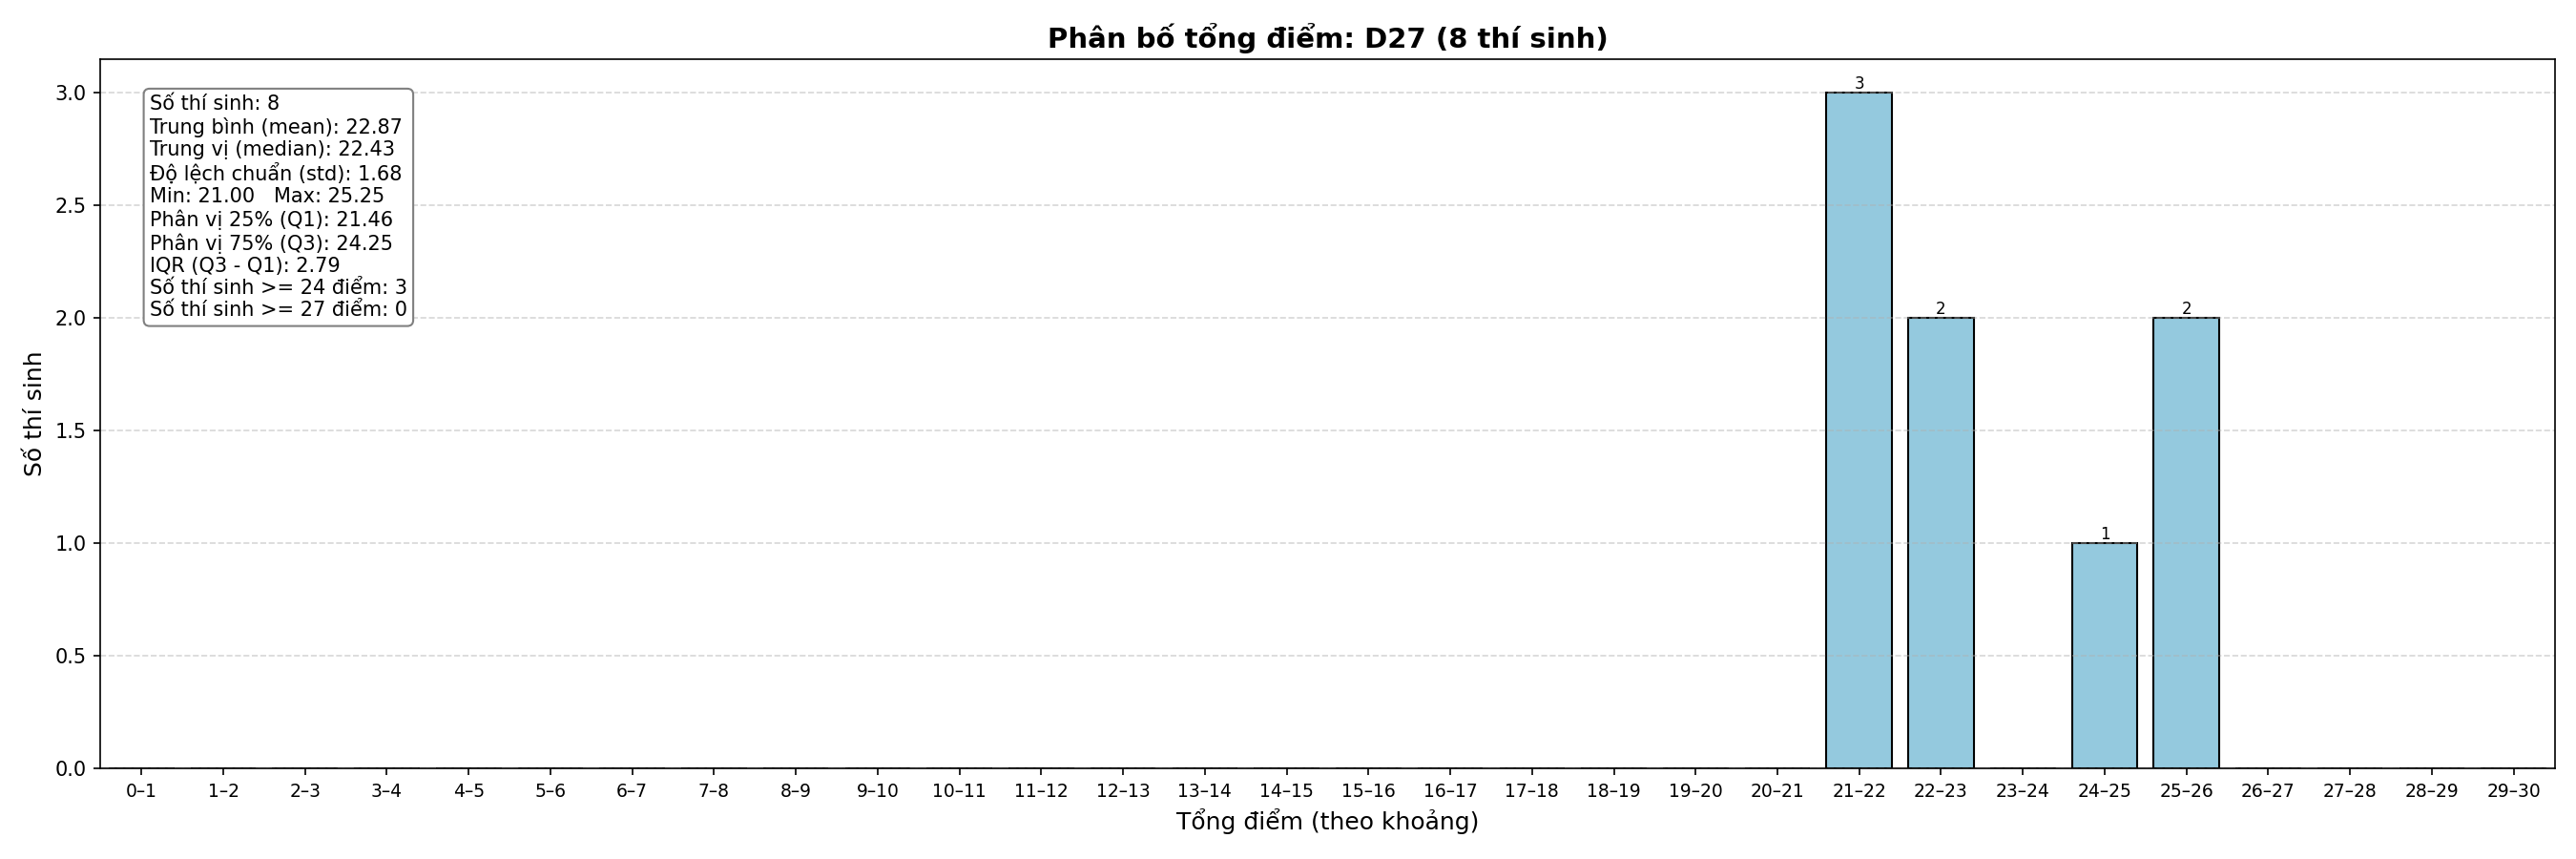 Phân bố tổng điểm: D27 (8 thí sinh)
Số thí sinh: 8
Trung bình (mean): 22.87
Trung vị (median): 22.43
Độ lệch chuẩn (std): 1.68
Min: 21.00   Max: 25.25
Phân vị 25% (Q1): 21.46
Phân vị 75% (Q3): 24.25
IQR (Q3 - Q1): 2.79
Số thí sinh >= 24 điểm: 3
Số thí sinh >= 27 điểm: 0
Số thí sinh
3.0
2.5
2.0
1.5
1.0
0.5
0.0
3
2
1
2
0–1 1–2 2–3 3–4 4–5 5–6 6–7 7–8 8–9 9–10 10–11 11–12 12–13 13–14 14–15 15–16 16–17 17–18 18–19 19–20 20–21 21–22 22–23 23–24 24–25 25–26 26–27 27–28 28–29 29–30
Tổng điểm (theo khoảng)